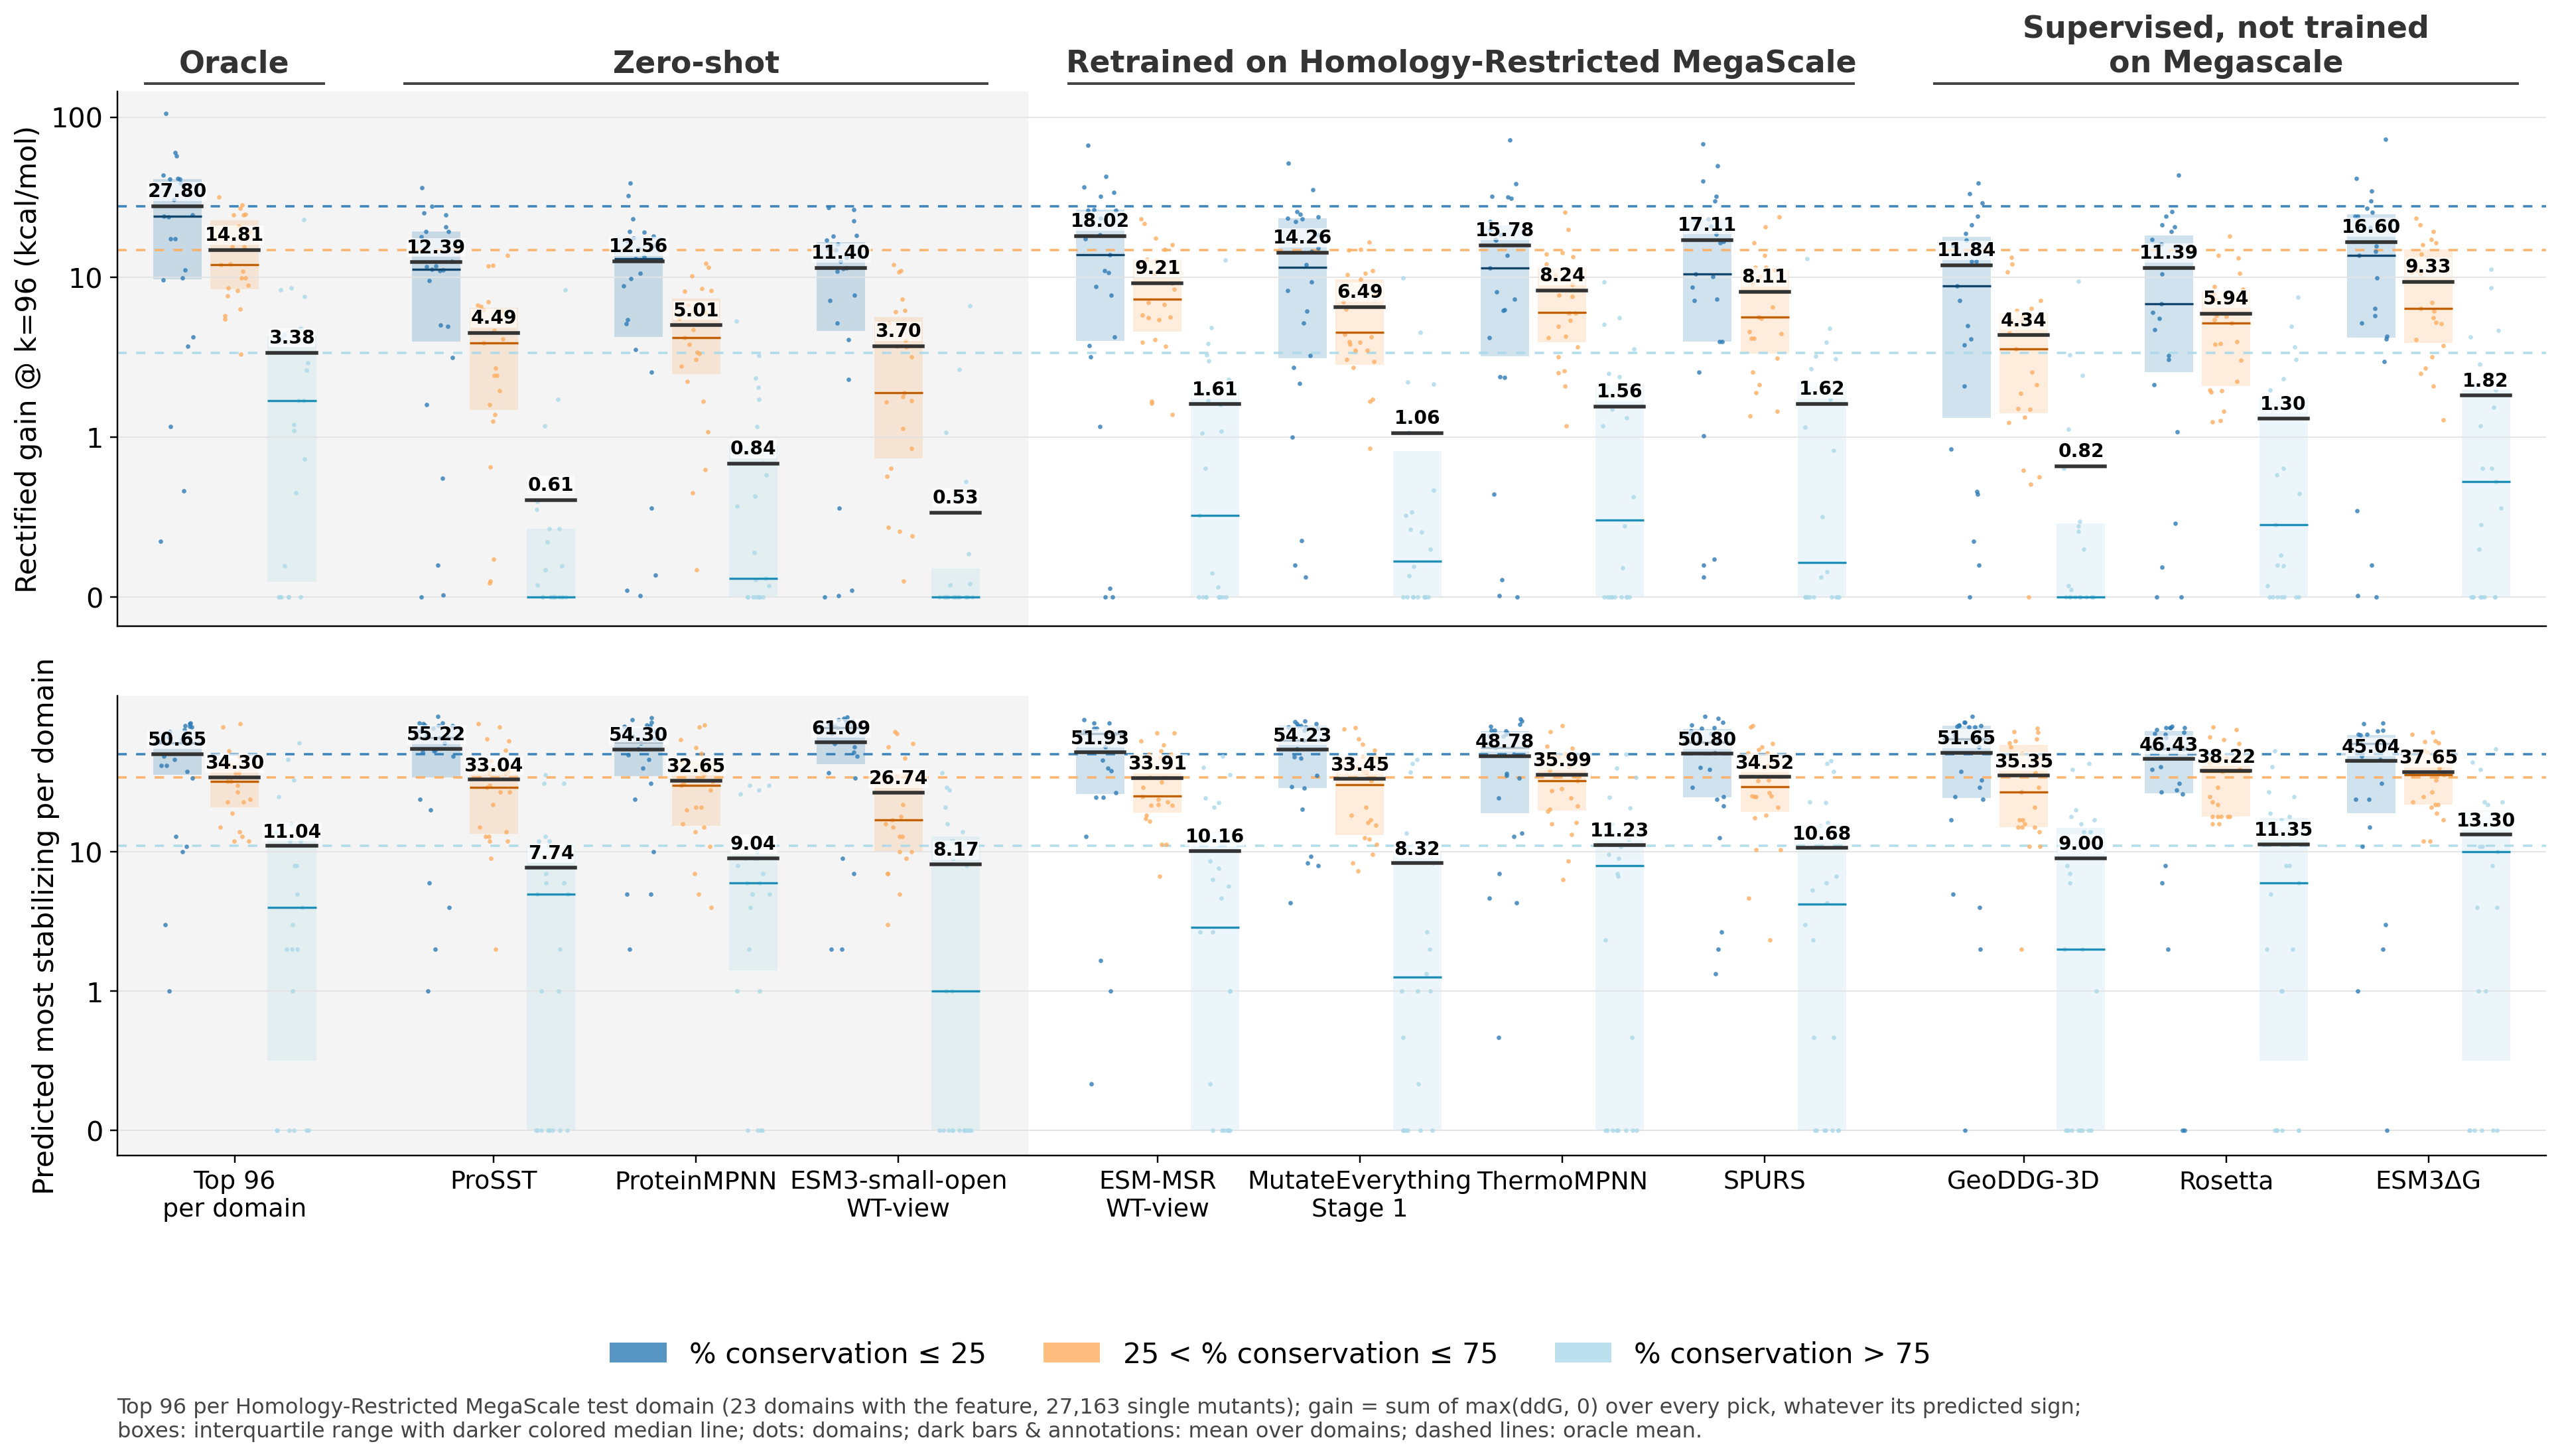 Oracle
Zero-shot
Retrained on Homology-Restricted MegaScale
Supervised, not trained
on Megascale
Rectified gain @ k=96 (kcal/mol)
100
10
1
0
27.80
14.81
3.38
12.39
4.49
0.61
12.56
5.01
0.84
11.40
3.70
0.53
18.02
9.21
1.61
14.26
6.49
1.06
15.78
8.24
1.56
17.11
8.11
1.62
11.84
4.34
0.82
11.39
5.94
1.30
16.60
9.33
1.82
Predicted most stabilizing per domain
10
1
0
50.65
34.30
11.04
55.22
33.04
7.74
54.30
32.65
9.04
61.09
26.74
8.17
51.93
33.91
10.16
54.23
33.45
8.32
48.78
35.99
11.23
50.80
34.52
10.68
51.65
35.35
9.00
46.43
38.22
11.35
45.04
37.65
13.30
Top 96
per domain
ProSST
ProteinMPNN
ESM3-small-open
WT-view
ESM-MSR
WT-view
MutateEverything
Stage 1
ThermoMPNN
SPURS
GeoDDG-3D
Rosetta
ESM3ΔG
% conservation ≤ 25
25 < % conservation ≤ 75
% conservation > 75
Top 96 per Homology-Restricted MegaScale test domain (23 domains with the feature, 27,163 single mutants); gain = sum of max(ddG, 0) over every pick, whatever its predicted sign;
boxes: interquartile range with darker colored median line; dots: domains; dark bars & annotations: mean over domains; dashed lines: oracle mean.